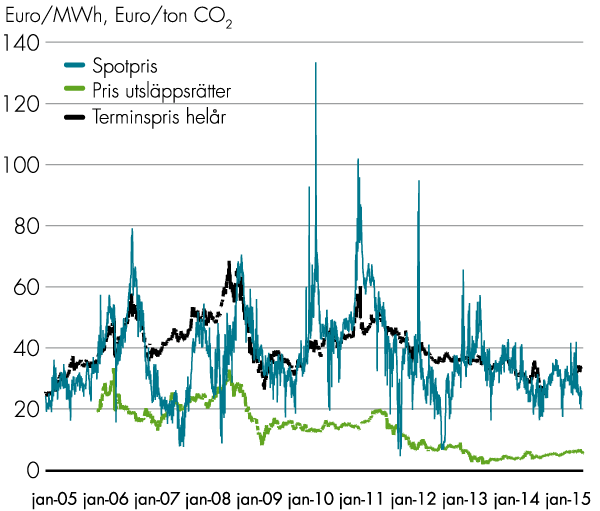 Euro/MWh, Euro/ton CO₂
140
Spotpris
Pris utsläppsrätter
120
Terminspris helår
100
80
60
40
20
0
jan-05 jan-06 jan-07 jan-08 jan-09 jan-10 jan-11 jan-12 jan-13 jan-14 jan-15